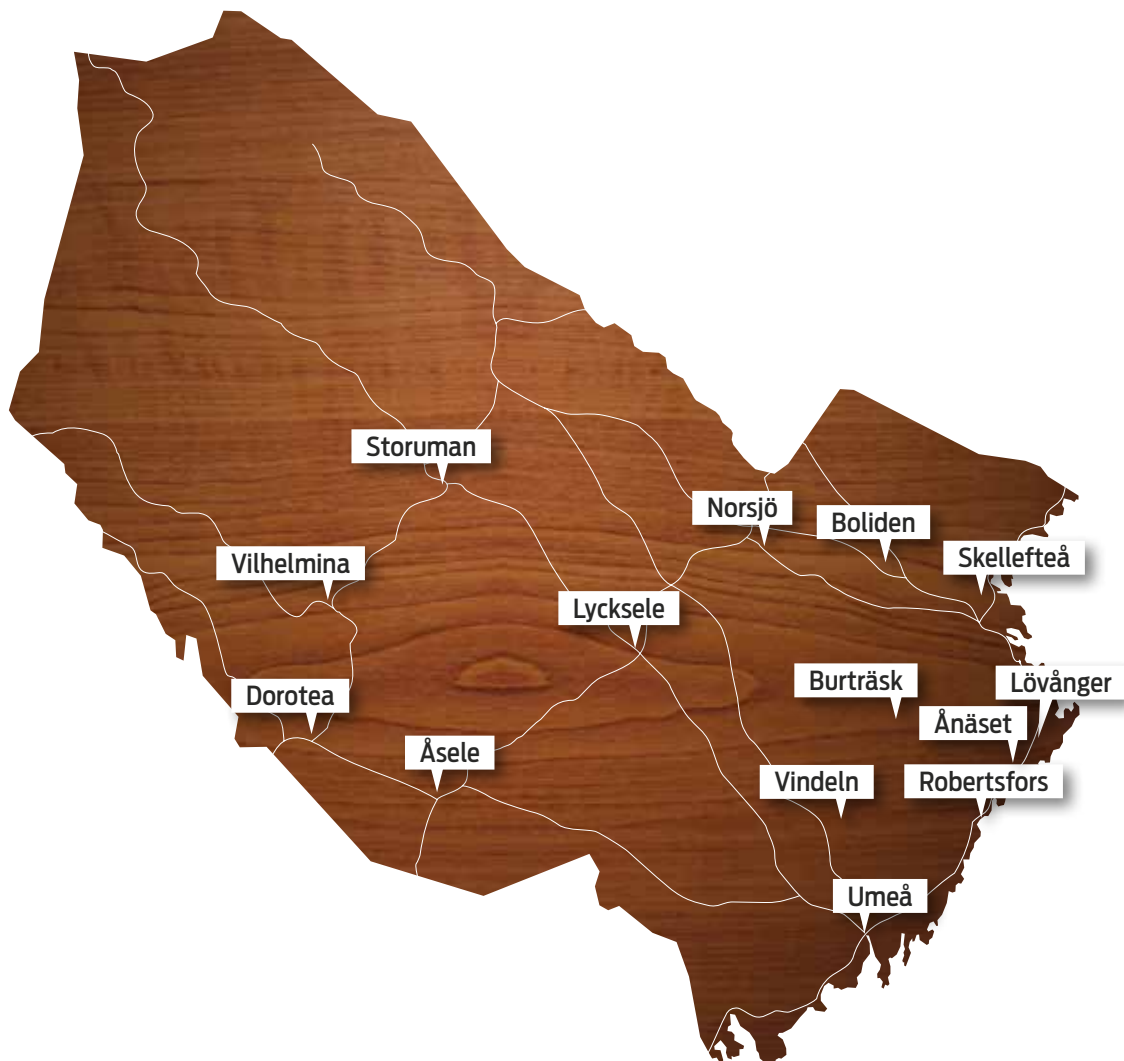 Storuman
Norsjö
Boliden
Skellefteå
Vilhelmina
Lycksele
Burträsk
Lövånger
Dorotea
Ånäset
Åsele
Vindeln
Robertsfors
Umeå